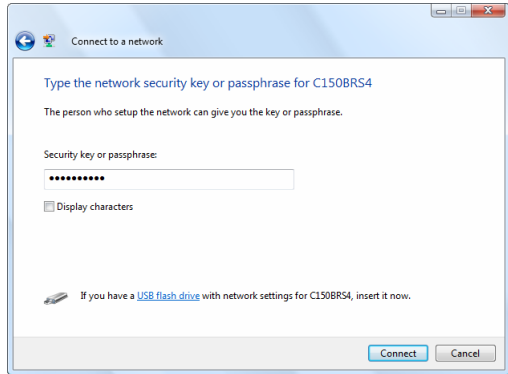 Connect to a network
Type the network security key or passphrase for C150BRS4
The person who setup the network can give you the key or passphrase.
Security key or passphrase:
••••••••••
Display characters
If you have a USB flash drive with network settings for C150BRS4, insert it now.
Connect Cancel